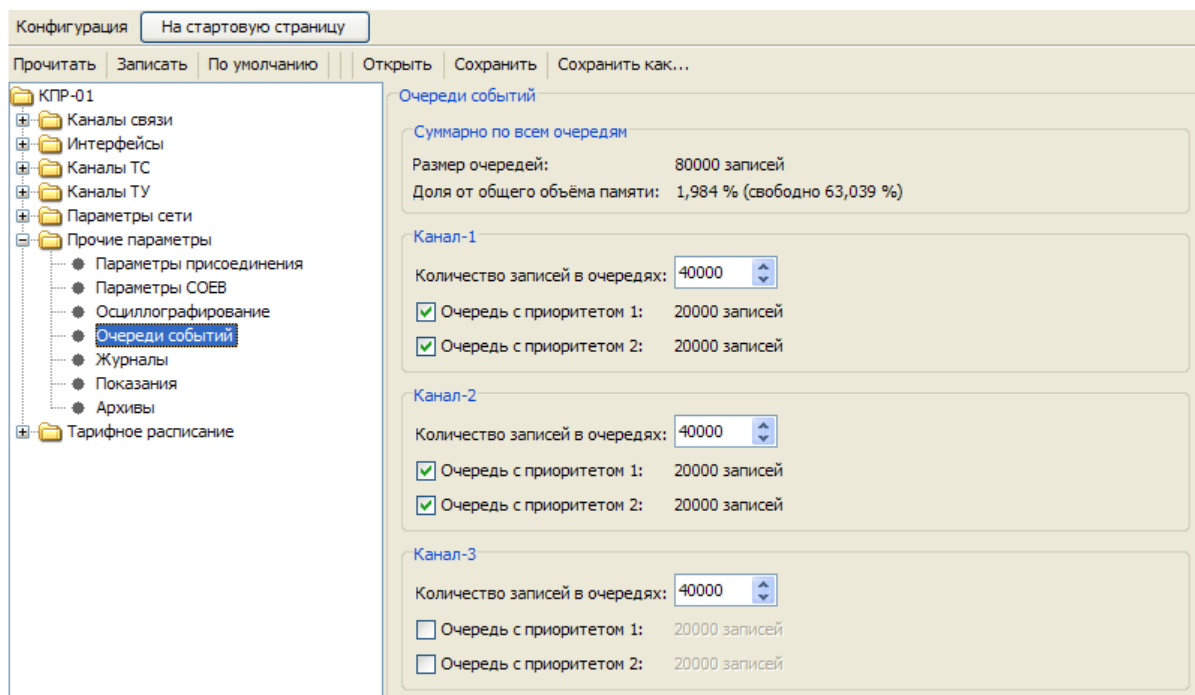 Конфигурация На стартовую страницу
Прочитать Записать По умолчанию Открыть Сохранить Сохранить как...
КПР-01
Каналы связи
Интерфейсы
Каналы ТС
Каналы ТУ
Параметры сети
Прочие параметры
Параметры присоединения
Параметры СОЕВ
Осциллографирование
Очереди событий
Журналы
Показания
Архивы
Тарифное расписание
Очереди событий
Суммарно по всем очередям
Размер очередей: 80000 записей
Доля от общего объёма памяти: 1,984 % (свободно 63,039 %)
Канал-1
Количество записей в очередях: 40000
Очередь с приоритетом 1: 20000 записей
Очередь с приоритетом 2: 20000 записей
Канал-2
Количество записей в очередях: 40000
Очередь с приоритетом 1: 20000 записей
Очередь с приоритетом 2: 20000 записей
Канал-3
Количество записей в очередях: 40000
Очередь с приоритетом 1: 20000 записей
Очередь с приоритетом 2: 20000 записей